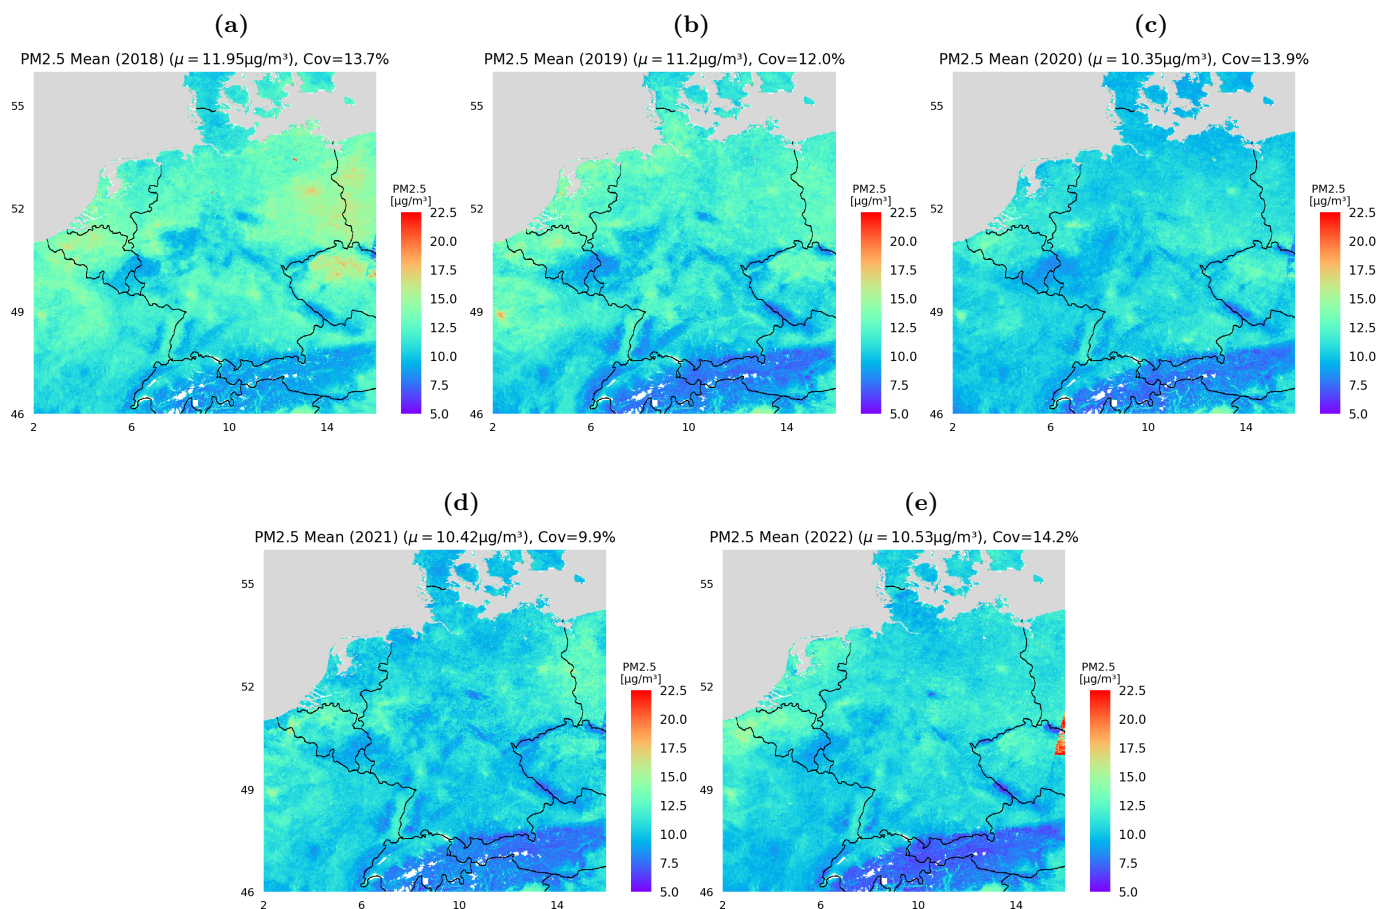 (a)
PM2.5 Mean (2018) (μ = 11.95μg/m³), Cov=13.7%
55
52
49
46
2 6 10 14
PM2.5
[μg/m³]
22.5
20.0
17.5
15.0
12.5
10.0
7.5
5.0
(b)
PM2.5 Mean (2019) (μ = 11.2μg/m³), Cov=12.0%
55
52
49
46
2 6 10 14
PM2.5
[μg/m³]
22.5
20.0
17.5
15.0
12.5
10.0
7.5
5.0
(c)
PM2.5 Mean (2020) (μ = 10.35μg/m³), Cov=13.9%
55
52
49
46
2 6 10 14
PM2.5
[μg/m³]
22.5
20.0
17.5
15.0
12.5
10.0
7.5
5.0
(d)
PM2.5 Mean (2021) (μ = 10.42μg/m³), Cov=9.9%
55
52
49
46
2 6 10 14
PM2.5
[μg/m³]
22.5
20.0
17.5
15.0
12.5
10.0
7.5
5.0
(e)
PM2.5 Mean (2022) (μ = 10.53μg/m³), Cov=14.2%
55
52
49
46
2 6 10 14
PM2.5
[μg/m³]
22.5
20.0
17.5
15.0
12.5
10.0
7.5
5.0